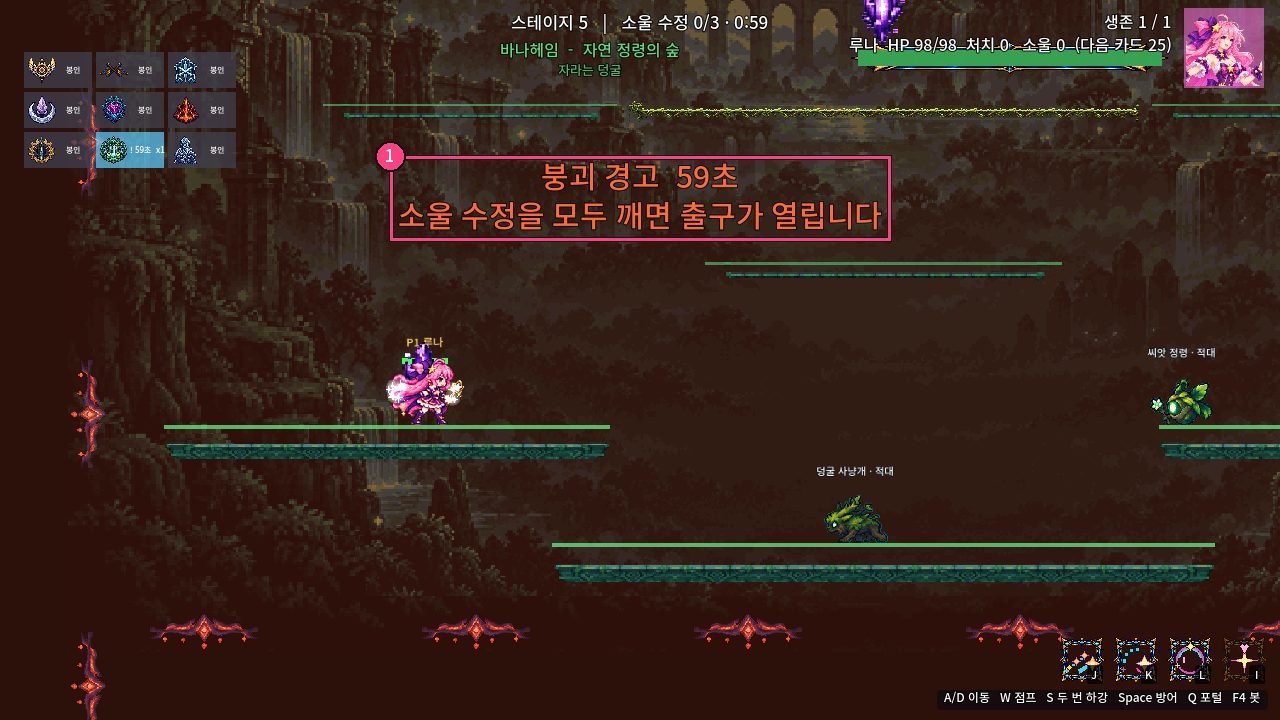 스테이지 5 | 소울 수정 0/3 · 0:59
바나헤임 - 자연 정령의 숲
자라는 덩굴
생존 1 / 1
루나 HP 98/98 처치 0 소울 0 (다음 카드 25)
봉인 봉인 봉인
봉인 봉인 봉인
봉인 ! 59초 x1 봉인
1
붕괴 경고 59초
소울 수정을 모두 깨면 출구가 열립니다
P1 루나
씨앗 정령 · 적대
덩굴 사냥개 · 적대
J K L I
A/D 이동 W 점프 S 두 번 하강 Space 방어 Q 포털 F4 봇